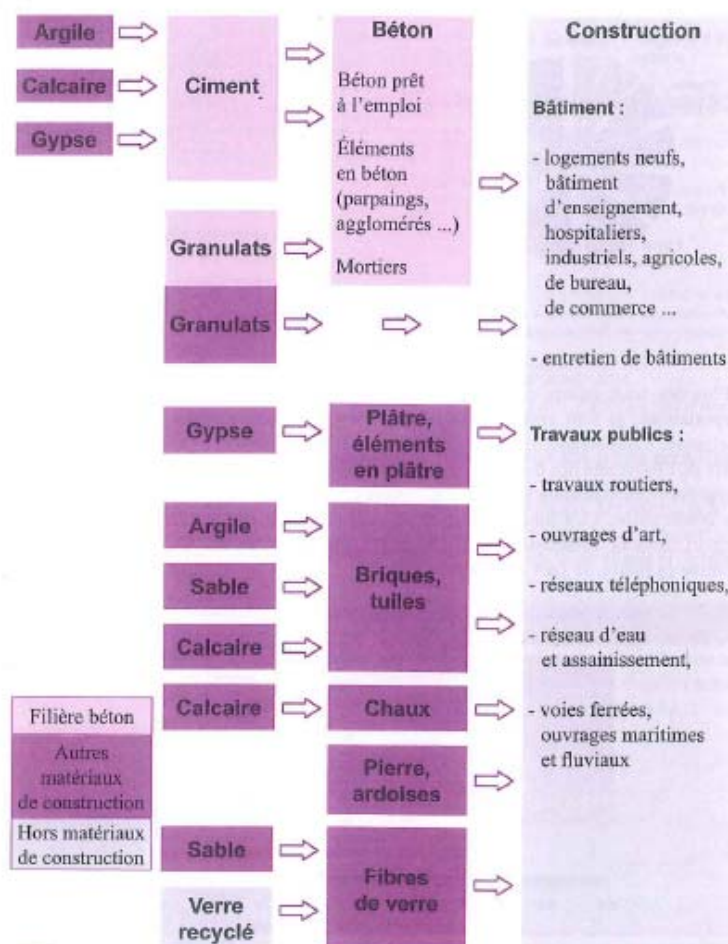 Argile
Calcaire
Gypse
Ciment
Granulats
Granulats
Béton
Béton prêt
à l'emploi
Éléments
en béton
(parpaings,
agglomérés ...)
Mortiers
Construction
Bâtiment :
- logements neufs,
bâtiment
d'enseignement,
hospitaliers,
industriels, agricoles,
de bureau,
de commerce ...
- entretien de bâtiments
Gypse
Plâtre,
éléments
en plâtre
Travaux publics :
- travaux routiers,
- ouvrages d'art,
- réseaux téléphoniques,
- réseau d'eau
et assainissement,
- voies ferrées,
ouvrages maritimes
et fluviaux
Argile
Sable
Calcaire
Briques,
tuiles
Calcaire
Chaux
Pierre,
ardoises
Sable
Verre
recyclé
Fibres
de verre
Filière béton
Autres
matériaux
de construction
Hors matériaux
de construction